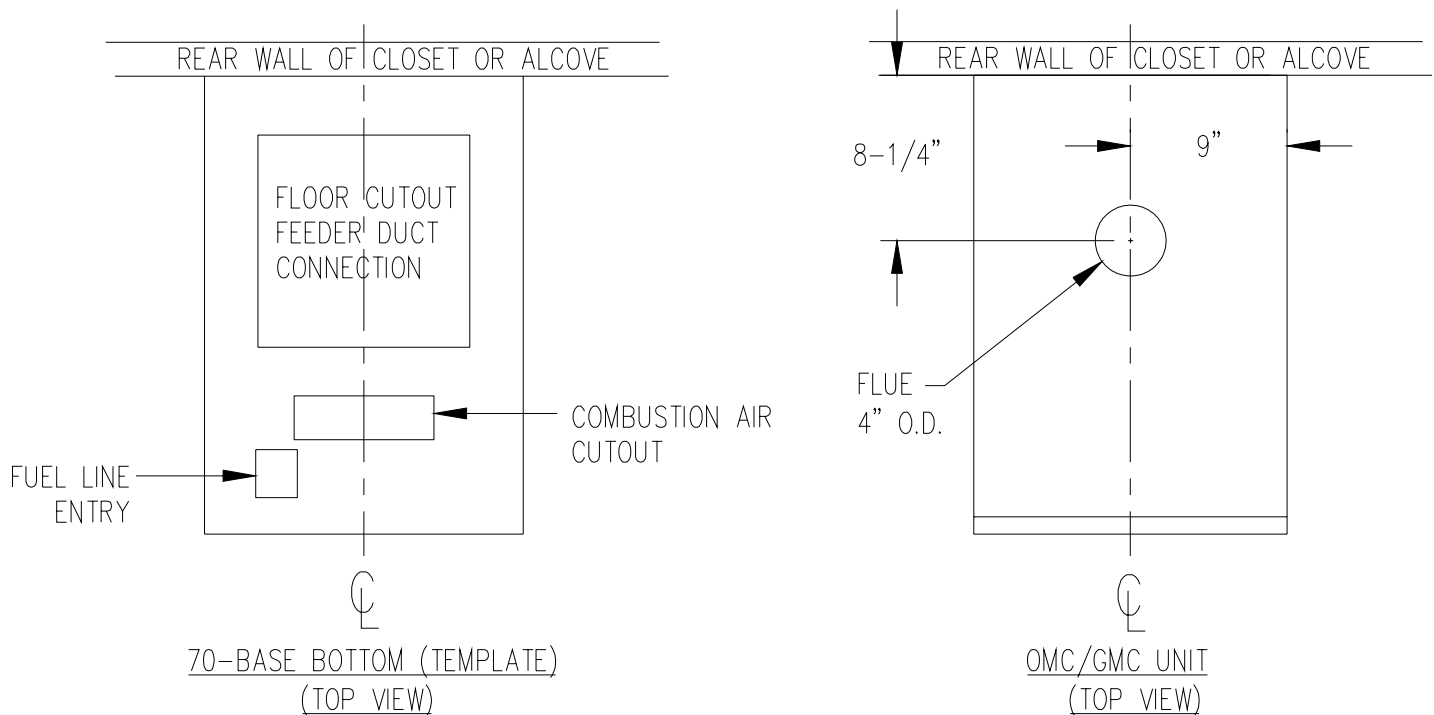 REAR WALL OF CLOSET OR ALCOVE
FLOOR CUTOUT
FEEDER DUCT
CONNECTION
COMBUSTION AIR
CUTOUT
FUEL LINE
ENTRY
℄
70-BASE BOTTOM (TEMPLATE)
(TOP VIEW)
REAR WALL OF CLOSET OR ALCOVE
8-1/4”
9”
FLUE
4” O.D.
℄
OMC/GMC UNIT
(TOP VIEW)